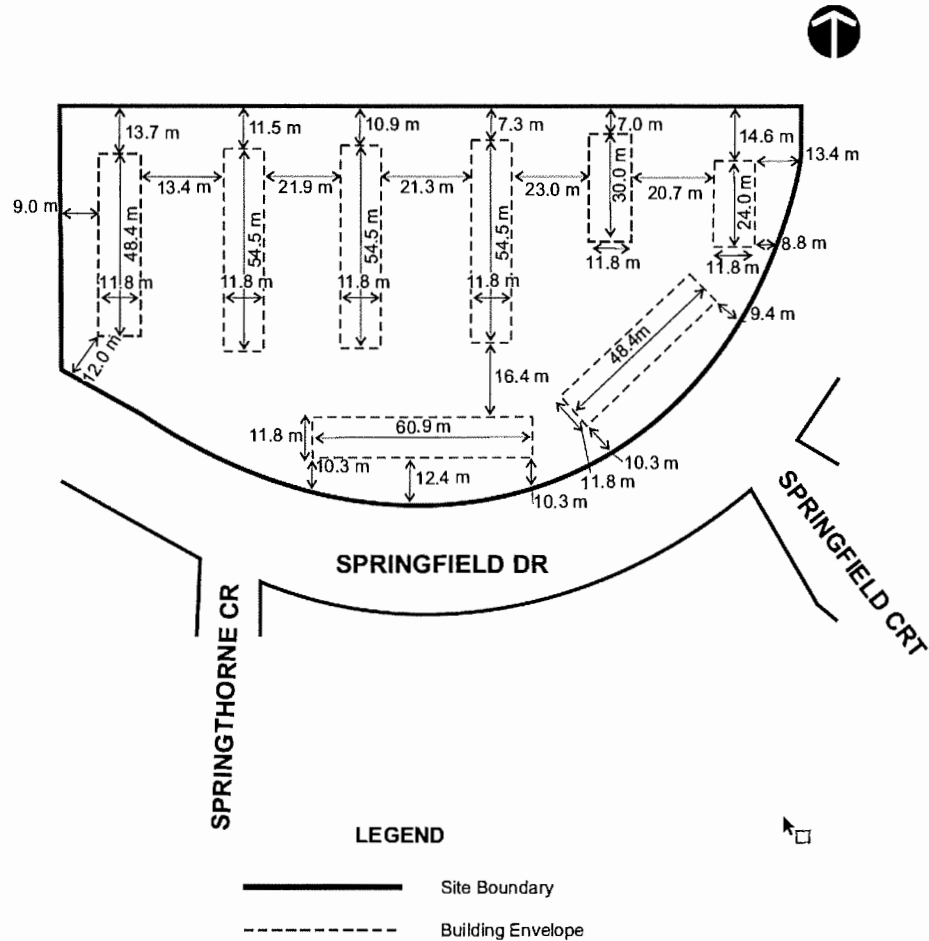 13.7 m
11.5 m
10.9 m
7.3 m
7.0 m
14.6 m
13.4 m
13.4 m
21.9 m
21.3 m
23.0 m
20.7 m
9.0 m
48.4 m
54.5 m
54.5 m
54.5 m
30.0 m
24.0 m
8.8 m
11.8 m
11.8 m
11.8 m
11.8 m
11.8 m
11.8 m
9.4 m
12.0 m
48.4m
16.4 m
11.8 m
60.9 m
10.3 m
12.4 m
10.3 m
11.8 m
10.3 m
SPRINGFIELD DR
SPRINGFIELD CRT
SPRINGTHORNE CR
LEGEND
Site Boundary
Building Envelope